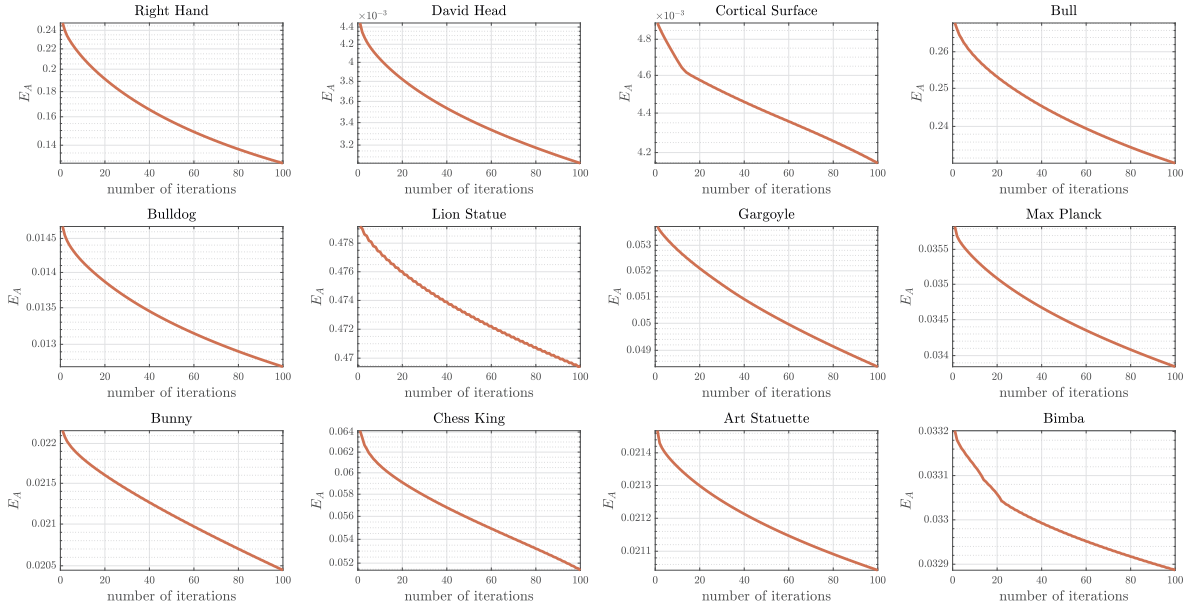 Right Hand
E_A
0.24
0.22
0.2
0.18
0.16
0.14
0 20 40 60 80 100
number of iterations
David Head
×10⁻³
E_A
4.4
4.2
4
3.8
3.6
3.4
3.2
0 20 40 60 80 100
number of iterations
Cortical Surface
×10⁻³
E_A
4.8
4.6
4.4
4.2
0 20 40 60 80 100
number of iterations
Bull
E_A
0.26
0.25
0.24
0 20 40 60 80 100
number of iterations
Bulldog
E_A
0.0145
0.014
0.0135
0.013
0 20 40 60 80 100
number of iterations
Lion Statue
E_A
0.478
0.476
0.474
0.472
0.47
0 20 40 60 80 100
number of iterations
Gargoyle
E_A
0.053
0.052
0.051
0.05
0.049
0 20 40 60 80 100
number of iterations
Max Planck
E_A
0.0355
0.035
0.0345
0.034
0 20 40 60 80 100
number of iterations
Bunny
E_A
0.022
0.0215
0.021
0.0205
0 20 40 60 80 100
number of iterations
Chess King
E_A
0.064
0.062
0.06
0.058
0.056
0.054
0.052
0 20 40 60 80 100
number of iterations
Art Statuette
E_A
0.0214
0.0213
0.0212
0.0211
0 20 40 60 80 100
number of iterations
Bimba
E_A
0.0332
0.0331
0.033
0.0329
0 20 40 60 80 100
number of iterations